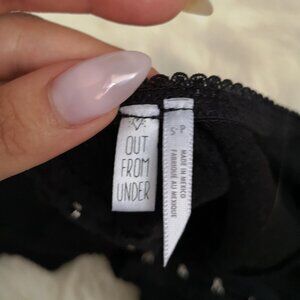 OUT
FROM
UNDER
S-P
MADE IN MEXICO
FABRIQUÉ AU MEXIQUE